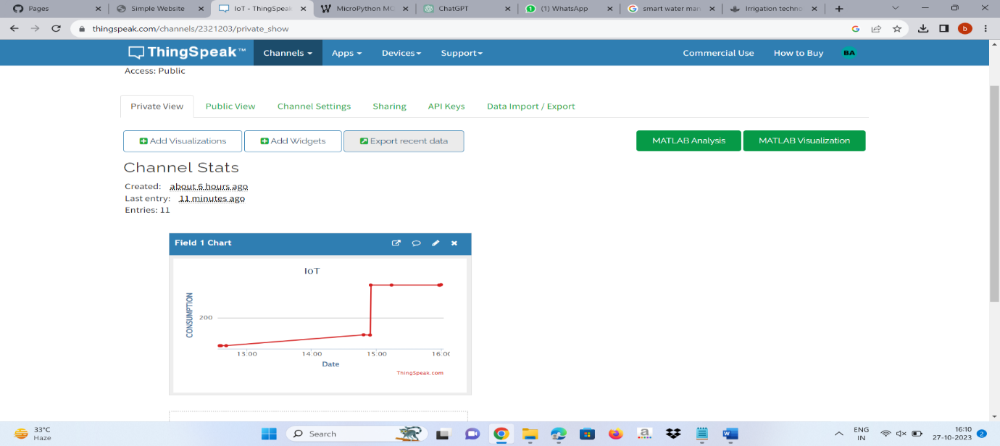 Pages
Simple Website
IoT - ThingSpeak
MicroPython MQ
ChatGPT
(1) WhatsApp
smart water man
Irrigation techno
thingspeak.com/channels/2321203/private_show
G
b
ThingSpeak™
Channels
Apps
Devices
Support
Commercial Use
How to Buy
BA
Access: Public
Private View
Public View
Channel Settings
Sharing
API Keys
Data Import / Export
Add Visualizations
Add Widgets
Export recent data
MATLAB Analysis
MATLAB Visualization
Channel Stats
Created: about 6 hours ago
Last entry: 11 minutes ago
Entries: 11
Field 1 Chart
IoT
CONSUMPTION
200
13:00
14:00
15:00
16:00
Date
ThingSpeak.com
33°C
Haze
Search
ENG
IN
16:10
27-10-2023
2